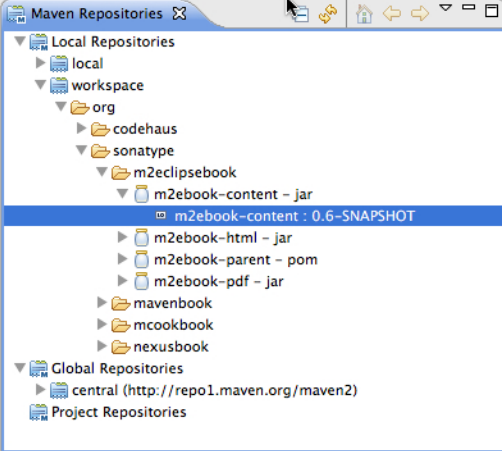 Maven Repositories
Local Repositories
local
workspace
org
codehaus
sonatype
m2eclipsebook
m2ebook-content – jar
m2ebook-content : 0.6-SNAPSHOT
m2ebook-html – jar
m2ebook-parent – pom
m2ebook-pdf – jar
mavenbook
mcookbook
nexusbook
Global Repositories
central (http://repo1.maven.org/maven2)
Project Repositories